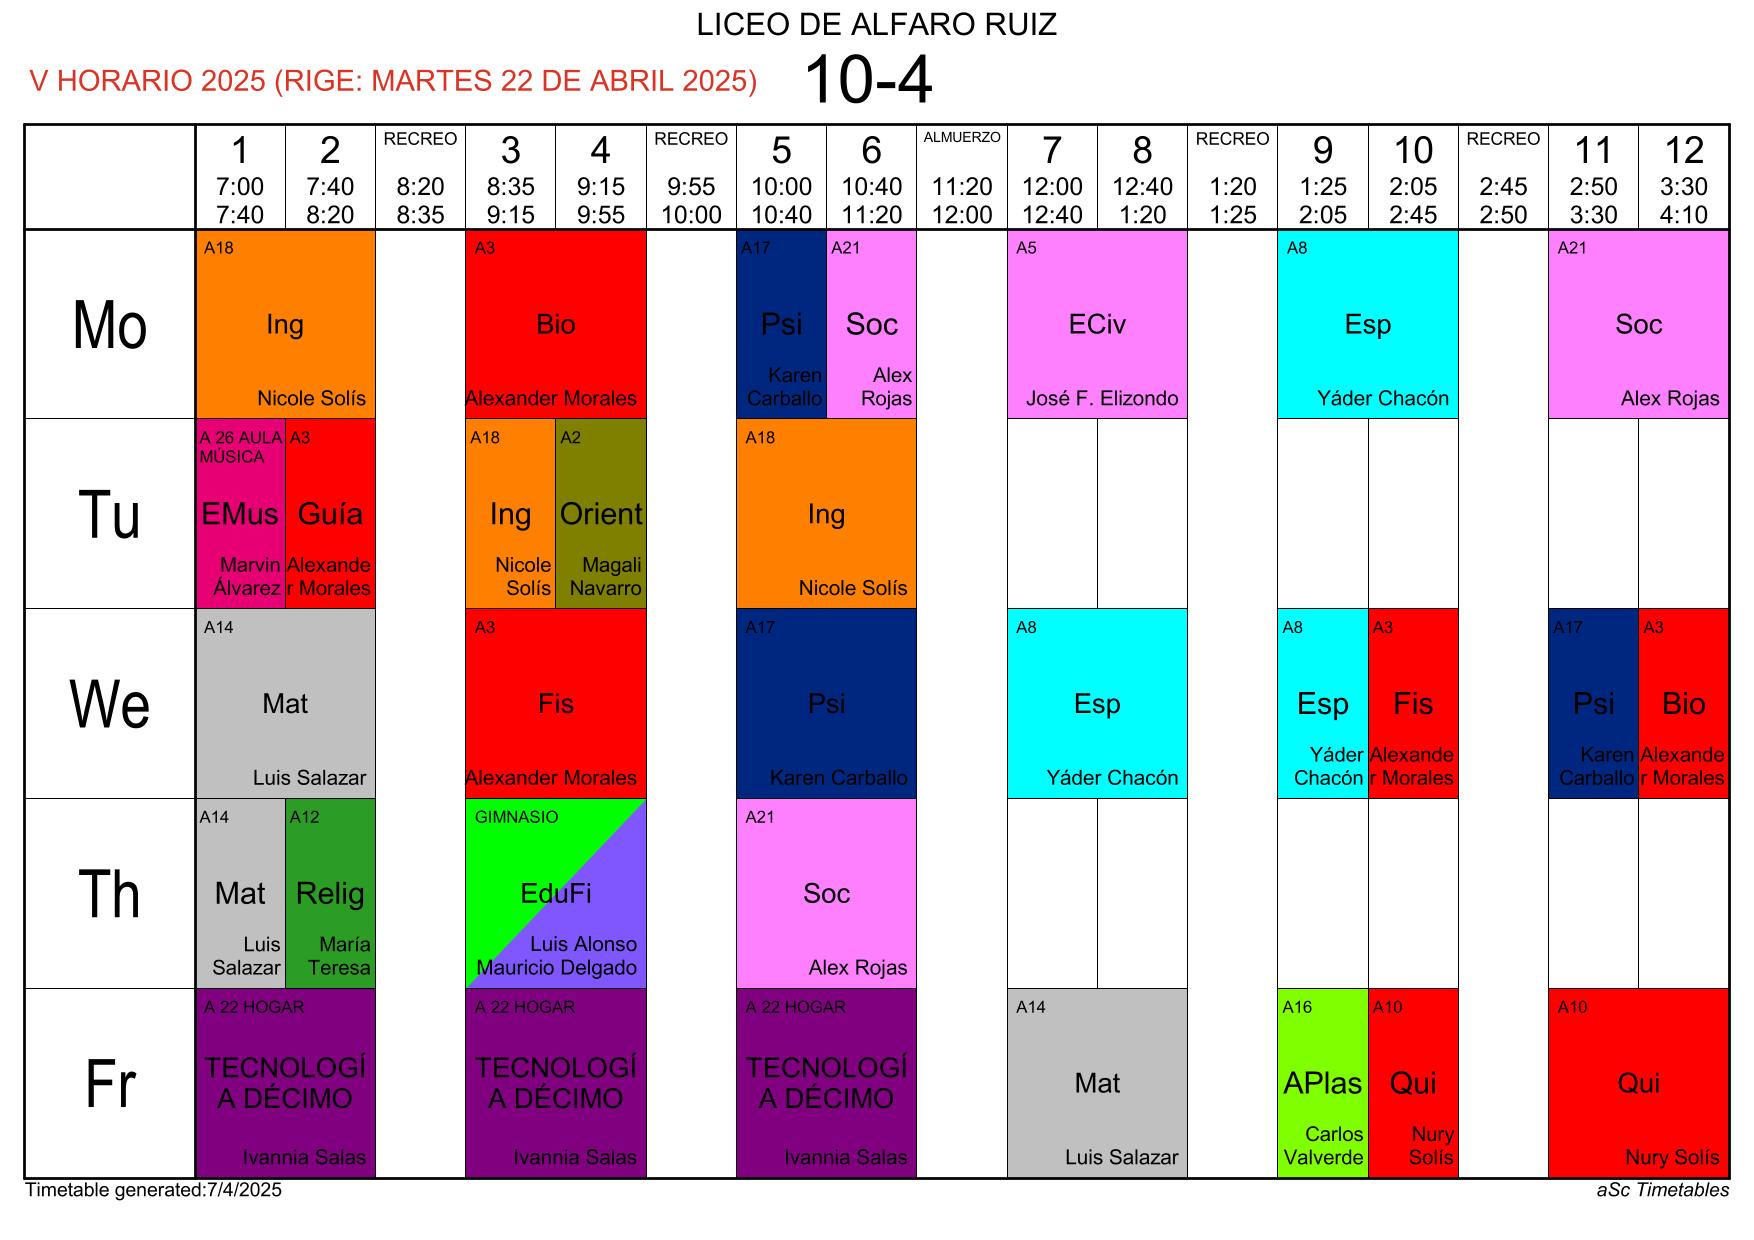 LICEO DE ALFARO RUIZ
V HORARIO 2025 (RIGE: MARTES 22 DE ABRIL 2025)
10-4
1 2 RECREO 3 4 RECREO 5 6 ALMUERZO 7 8 RECREO 9 10 RECREO 11 12
7:00 7:40 8:20 8:35 9:15 9:55 10:00 10:40 11:20 12:00 12:40 1:20 1:25 2:05 2:45 2:50 3:30
7:40 8:20 8:35 9:15 9:55 10:00 10:40 11:20 12:00 12:40 1:20 1:25 2:05 2:45 2:50 3:30 4:10
Mo
A18
Ing
Nicole Solís
A3
Bio
Alexander Morales
A17
Psi
Karen
Carballo
A21
Soc
Alex
Rojas
A5
ECiv
José F. Elizondo
A8
Esp
Yáder Chacón
A21
Soc
Alex Rojas
Tu
A 26 AULA
MÚSICA
EMus
Marvin
Álvarez
A3
Guía
Alexande
r Morales
A18
Ing
Nicole
Solís
A2
Orient
Magali
Navarro
A18
Ing
Nicole Solís
We
A14
Mat
Luis Salazar
A3
Fis
Alexander Morales
A17
Psi
Karen Carballo
A8
Esp
Yáder Chacón
A8
Esp
Yáder
Chacón
A3
Fis
Alexande
r Morales
A17
Psi
Karen
Carballo
A3
Bio
Alexande
r Morales
Th
A14
Mat
Luis
Salazar
A12
Relig
María
Teresa
GIMNASIO
EduFi
Luis Alonso
Mauricio Delgado
A21
Soc
Alex Rojas
Fr
A 22 HOGAR
TECNOLOGÍ
A DÉCIMO
Ivannia Salas
A 22 HOGAR
TECNOLOGÍ
A DÉCIMO
Ivannia Salas
A 22 HOGAR
TECNOLOGÍ
A DÉCIMO
Ivannia Salas
A14
Mat
Luis Salazar
A16
APlas
Carlos
Valverde
A10
Qui
Nury
Solís
A10
Qui
Nury Solís
Timetable generated:7/4/2025
aSc Timetables